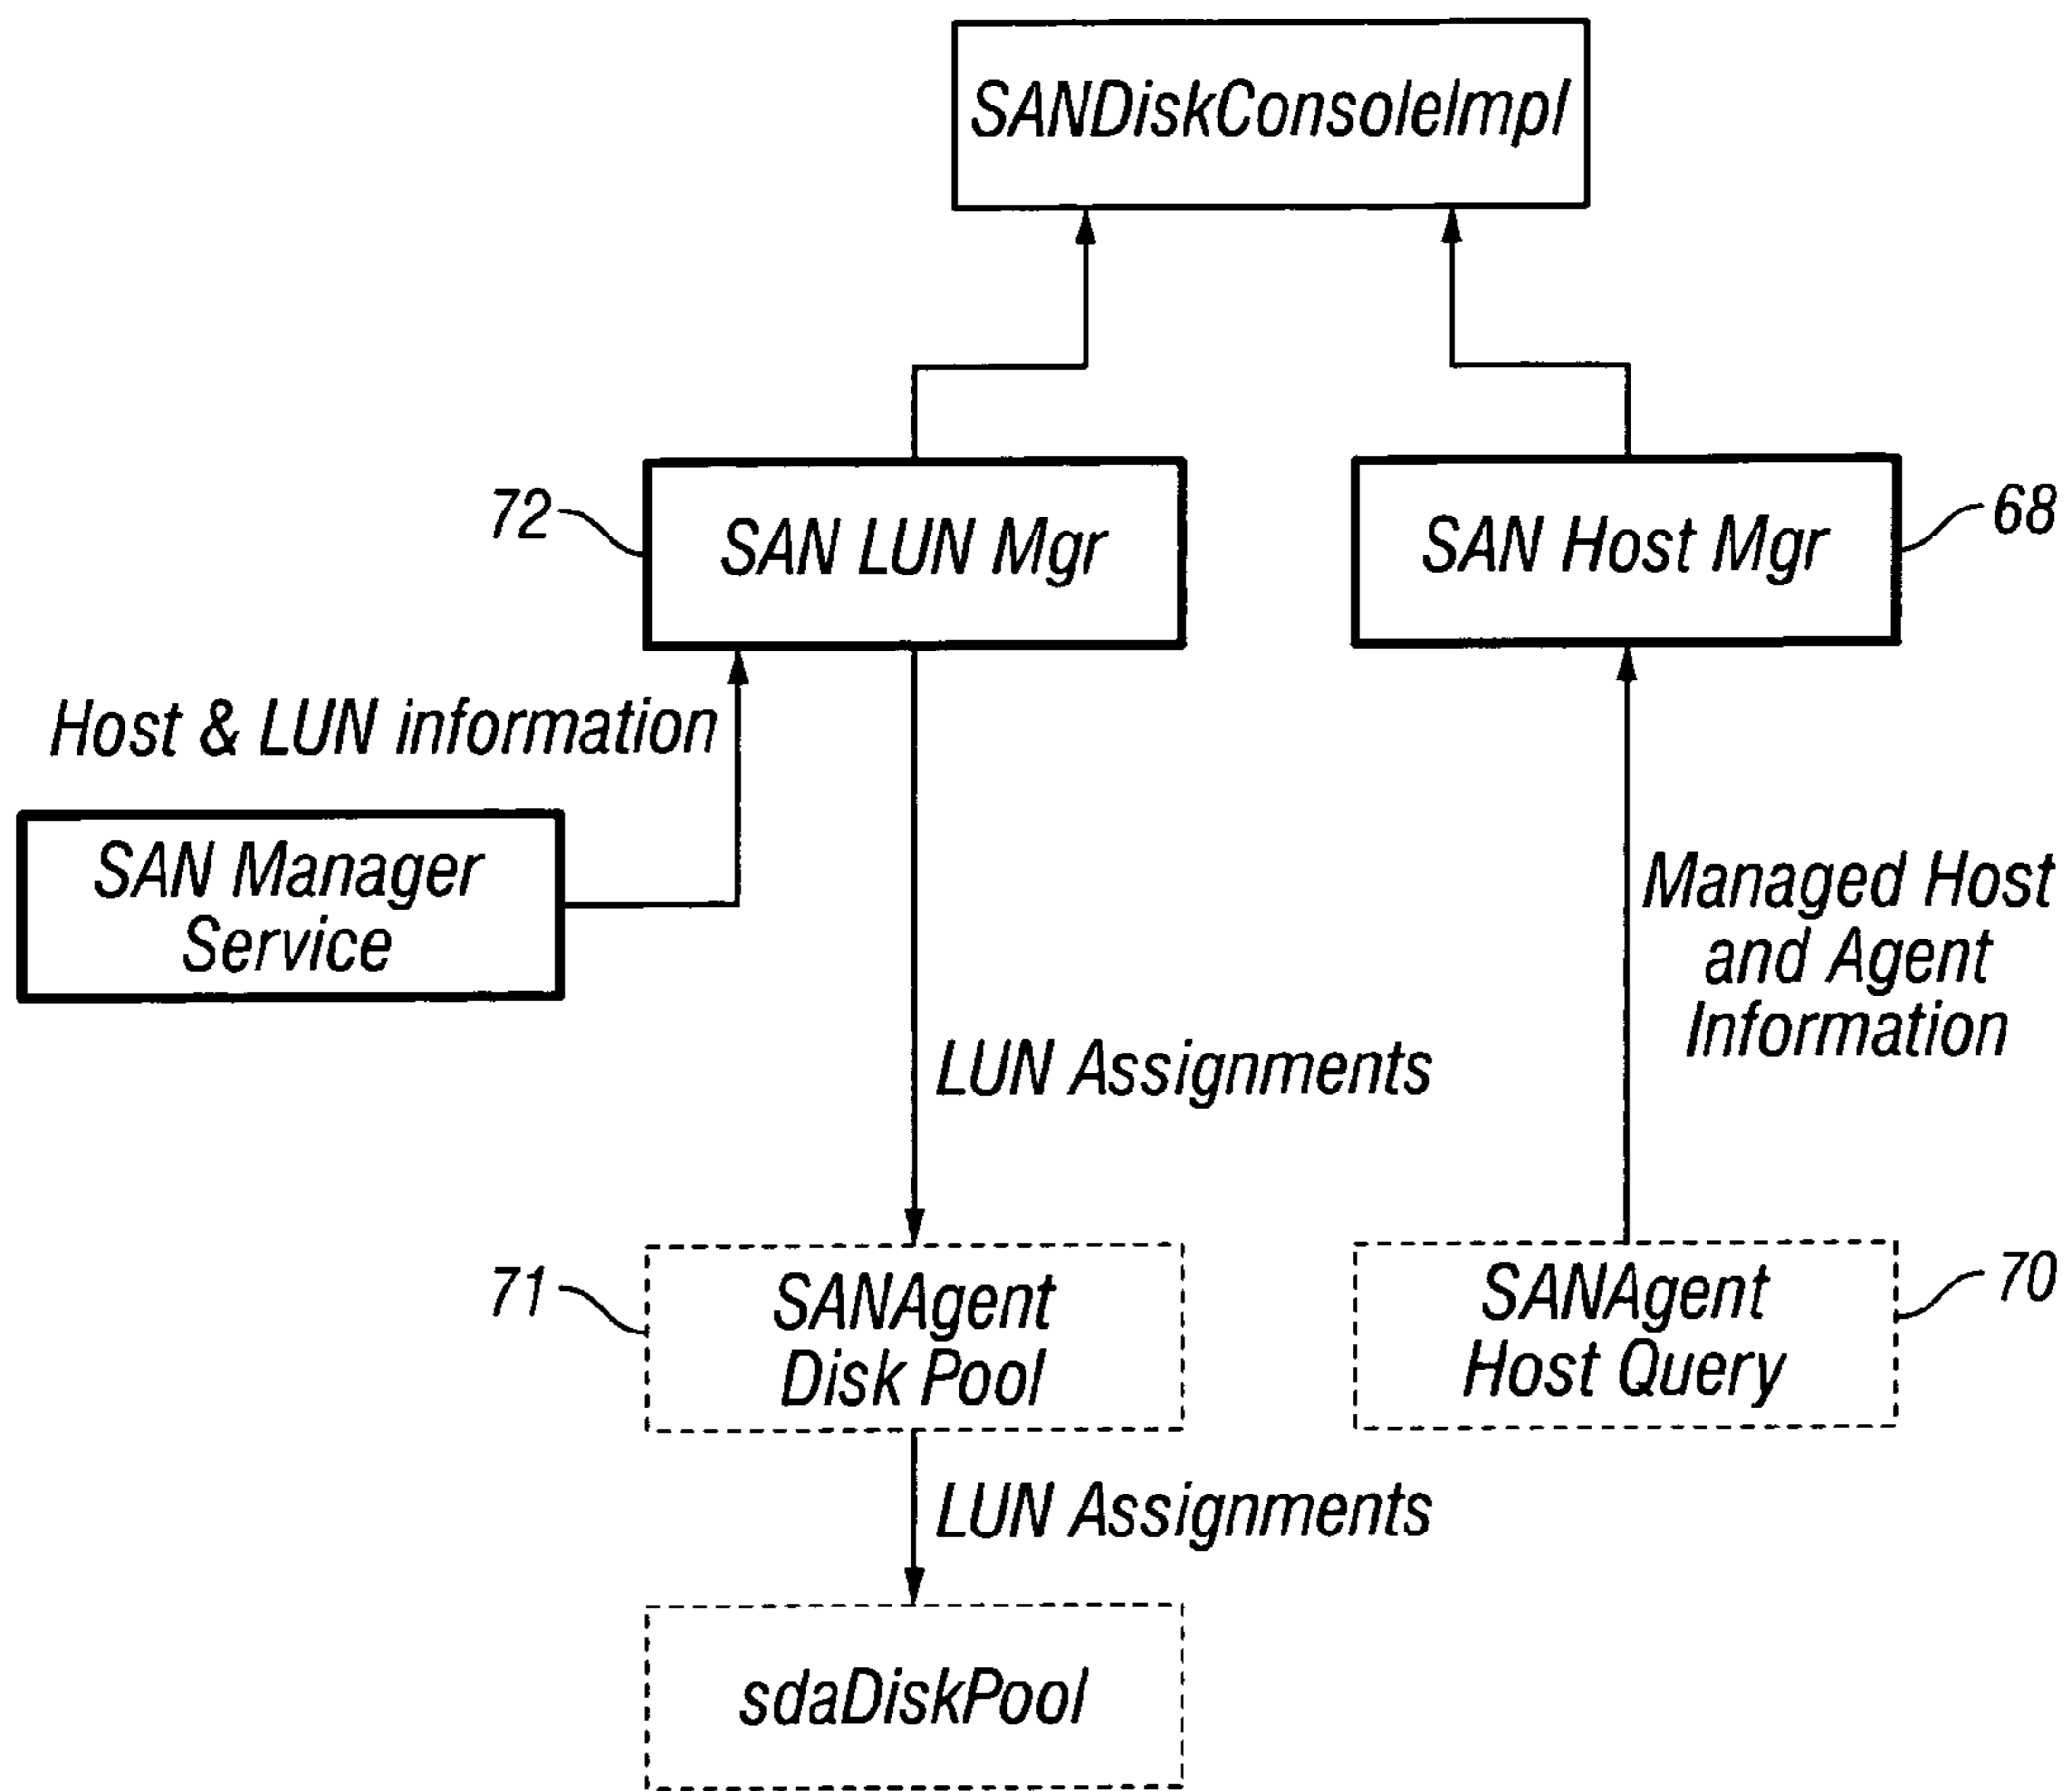 SANDiskConsoleImpl
72
SAN LUN Mgr
SAN Host Mgr
68
Host & LUN information
SAN Manager
Service
Managed Host
and Agent
Information
LUN Assignments
71
SANAgent
Disk Pool
SANAgent
Host Query
70
LUN Assignments
sdaDiskPool